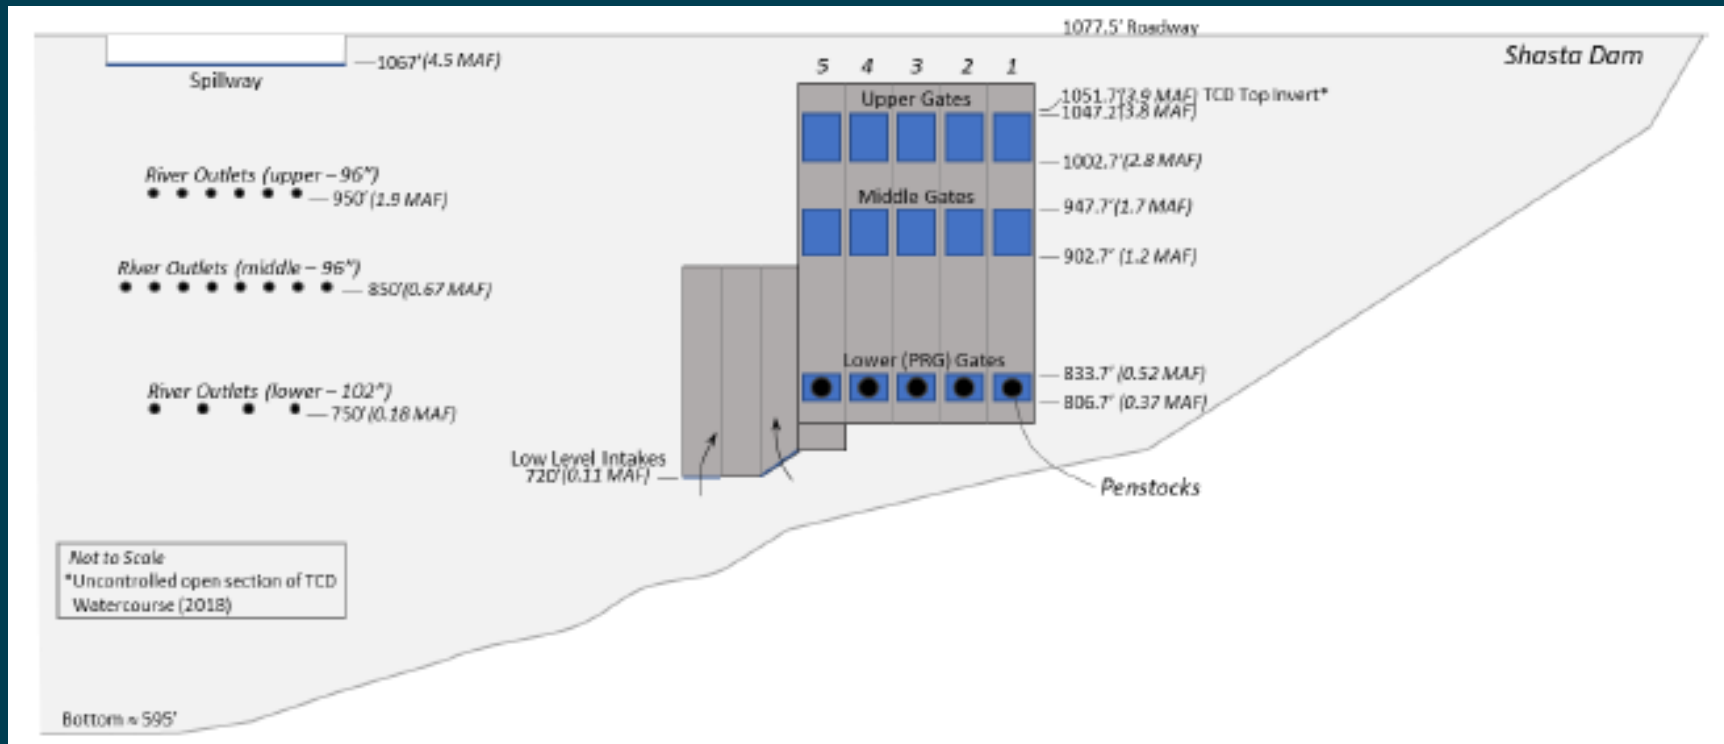 1077.5' Roadway
Shasta Dam
1067' (4.5 MAF)
Spillway
5 4 3 2 1
Upper Gates
1051.7' (3.9 MAF) TCD Top Invert*
1047.2' (3.8 MAF)
1002.7' (2.8 MAF)
River Outlets (upper – 96")
950' (1.9 MAF)
Middle Gates
947.7' (1.7 MAF)
902.7' (1.2 MAF)
River Outlets (middle – 96")
850' (0.67 MAF)
Lower (PRG) Gates
833.7' (0.52 MAF)
806.7' (0.37 MAF)
River Outlets (lower – 102")
750' (0.18 MAF)
Low Level Intakes
720' (0.11 MAF)
Penstocks
Not to Scale
*Uncontrolled open section of TCD
Watercourse (2018)
Bottom ≈ 595'